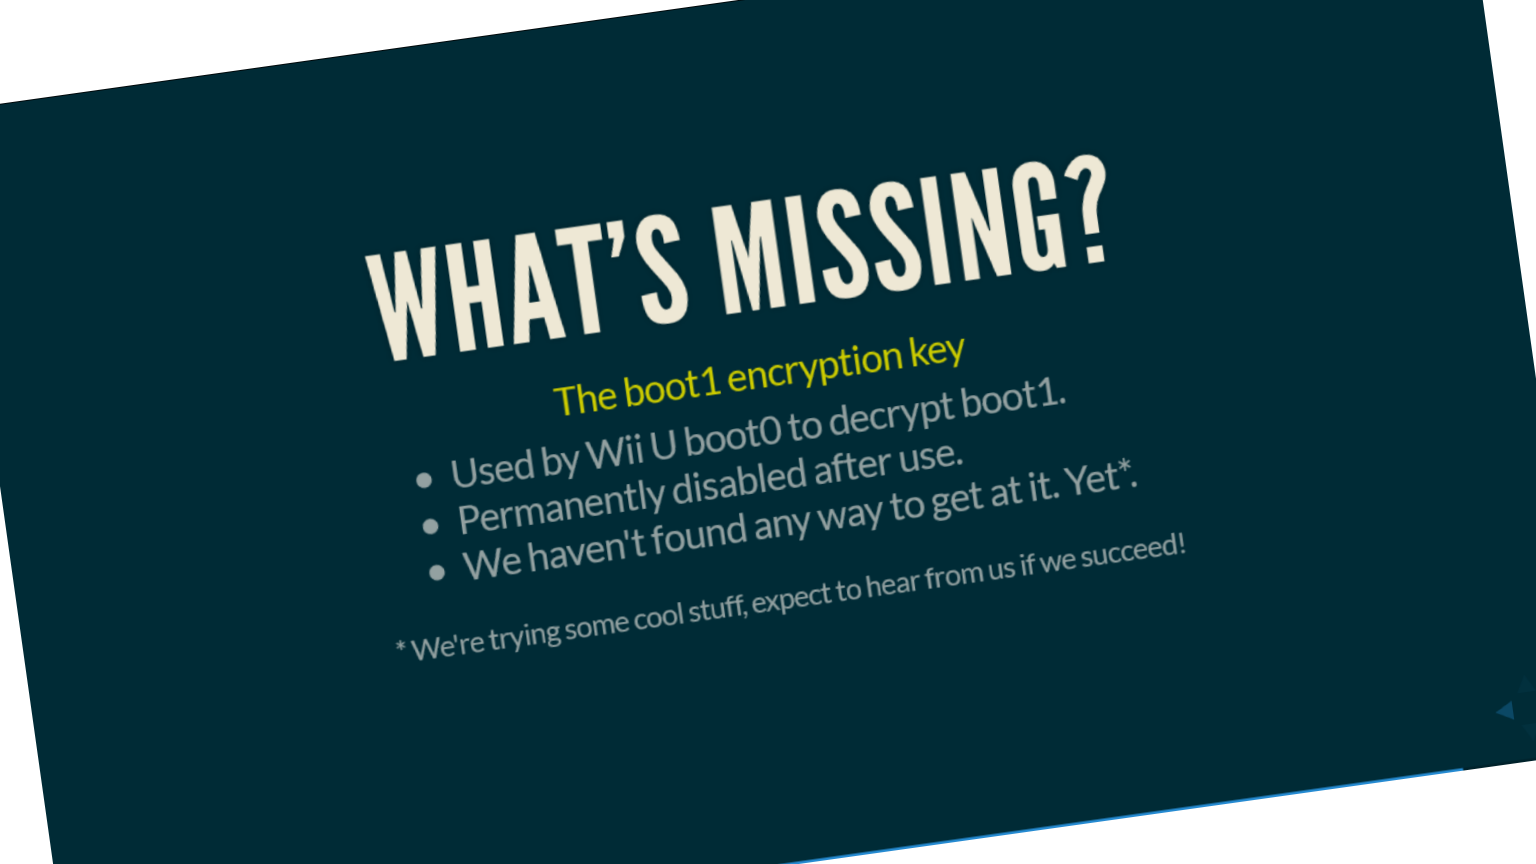 WHAT'S MISSING?
The boot1 encryption key
• Used by Wii U boot0 to decrypt boot1.
• Permanently disabled after use.
• We haven't found any way to get at it. Yet*.
* We're trying some cool stuff, expect to hear from us if we succeed!